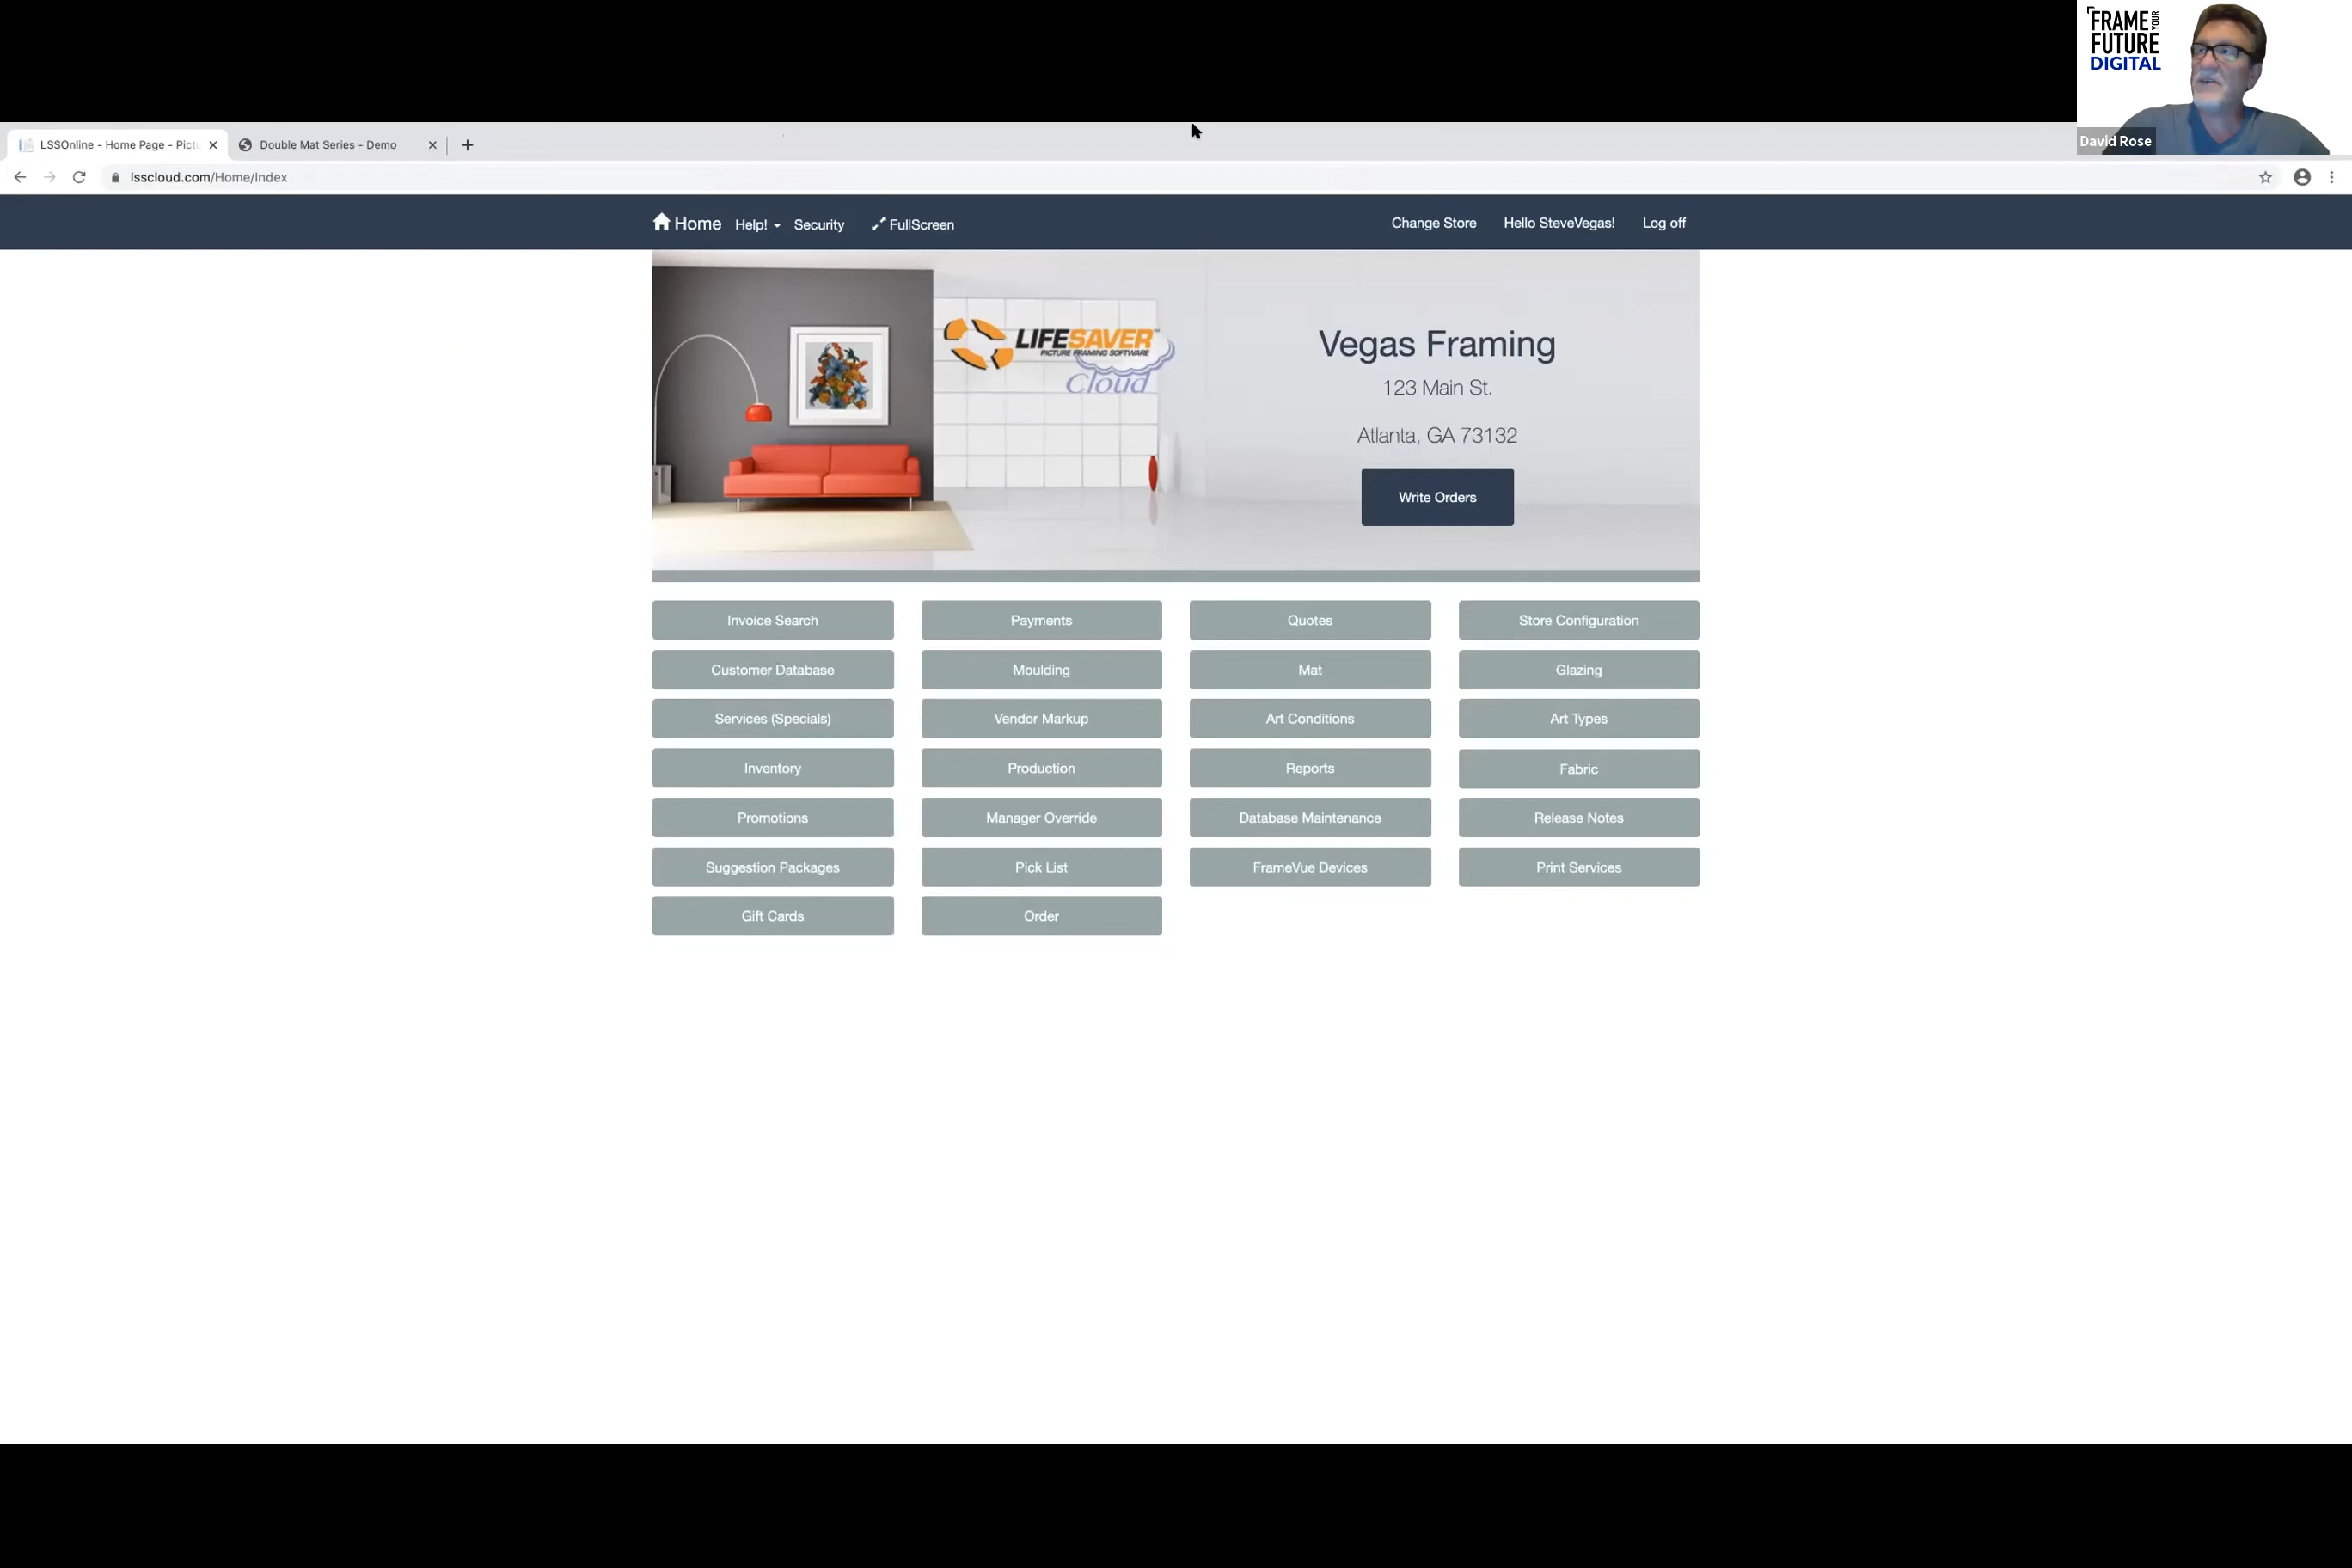 FRAME YOUR
FUTURE
DIGITAL
David Rose
LSSOnline - Home Page - Pict
Double Mat Series - Demo
lsscloud.com/Home/Index
Home Help! Security FullScreen Change Store Hello SteveVegas! Log off
LIFESAVER™
PICTURE FRAMING SOFTWARE
Cloud
Vegas Framing
123 Main St.
Atlanta, GA 73132
Write Orders
Invoice Search Payments Quotes Store Configuration
Customer Database Moulding Mat Glazing
Services (Specials) Vendor Markup Art Conditions Art Types
Inventory Production Reports Fabric
Promotions Manager Override Database Maintenance Release Notes
Suggestion Packages Pick List FrameVue Devices Print Services
Gift Cards Order